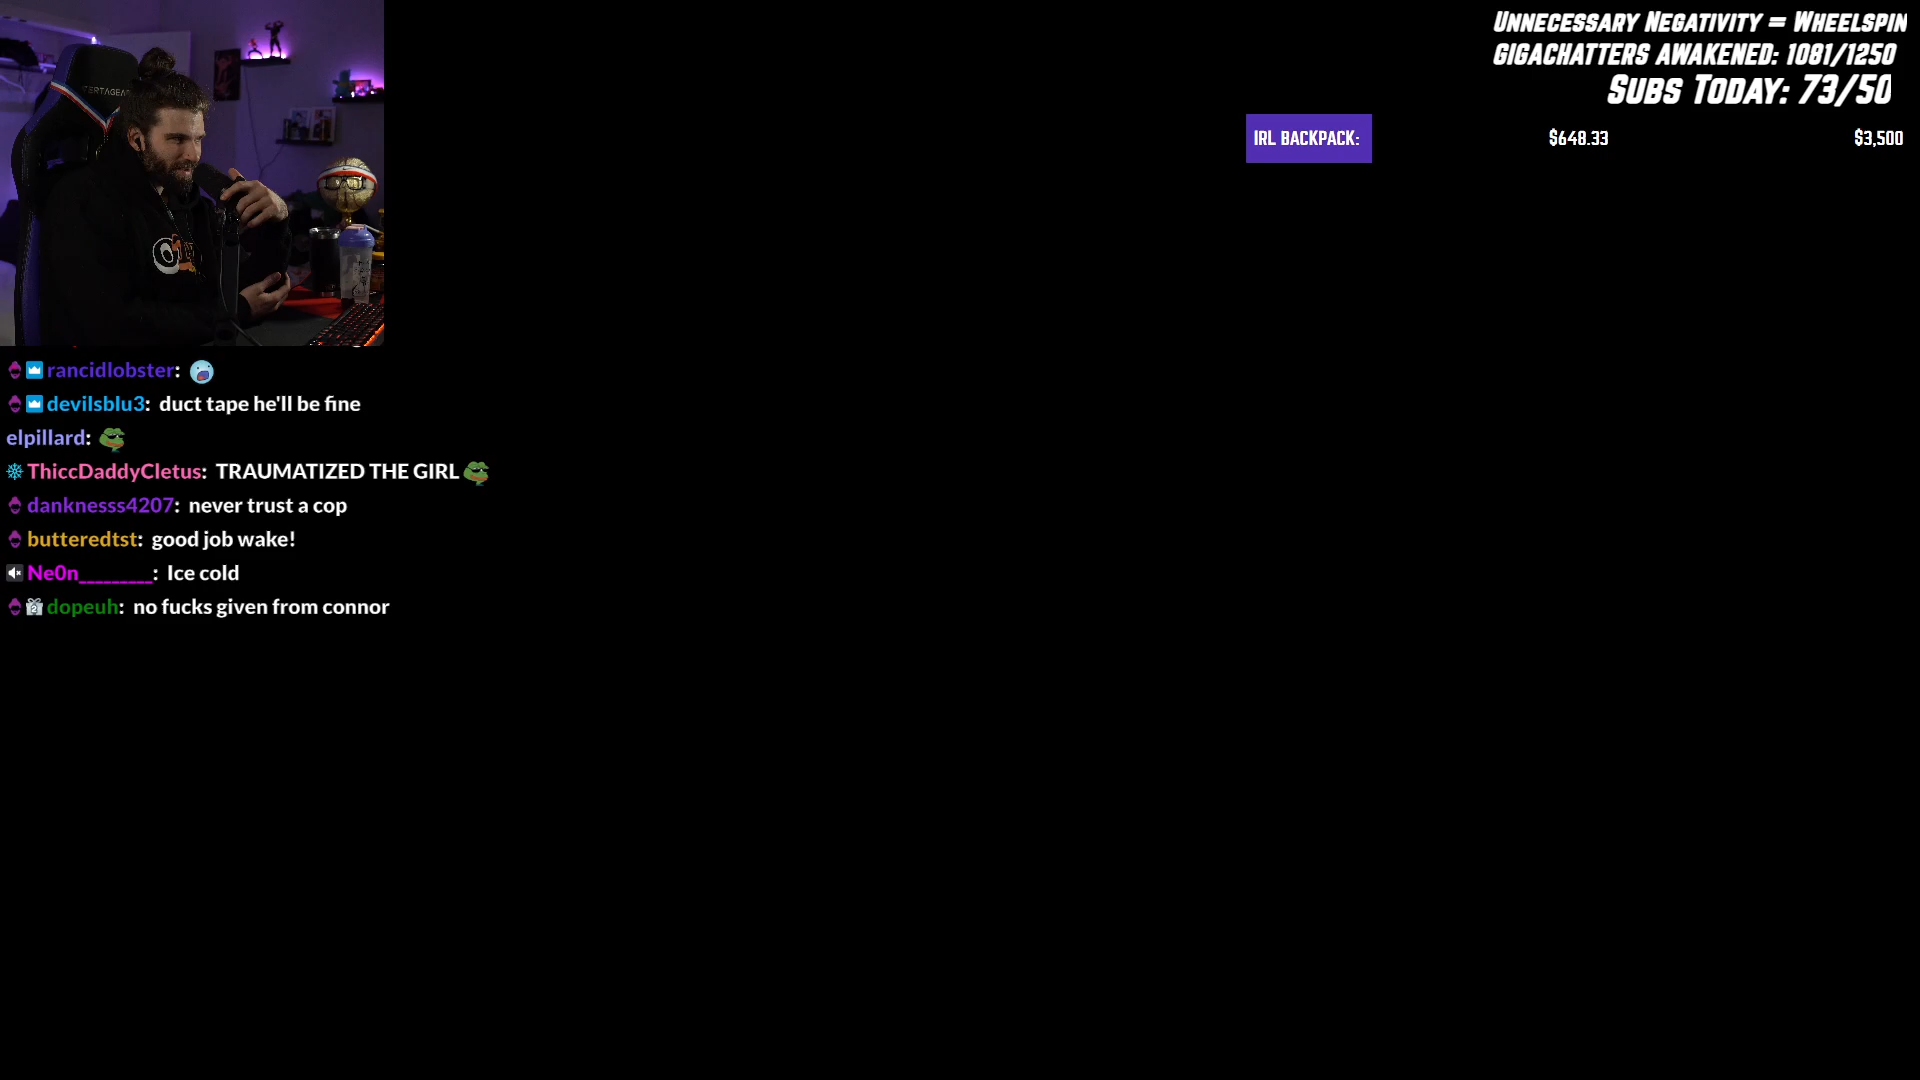 UNNECESSARY NEGATIVITY = WHEELSPIN
GIGACHATTERS AWAKENED: 1081/1250
SUBS TODAY: 73/50
IRL BACKPACK: $648.33 $3,500
rancidlobster:
devilsblu3: duct tape he'll be fine
elpillard:
ThiccDaddyCletus: TRAUMATIZED THE GIRL
danknesss4207: never trust a cop
butteredtst: good job wake!
Ne0n_________: Ice cold
dopeuh: no fucks given from connor